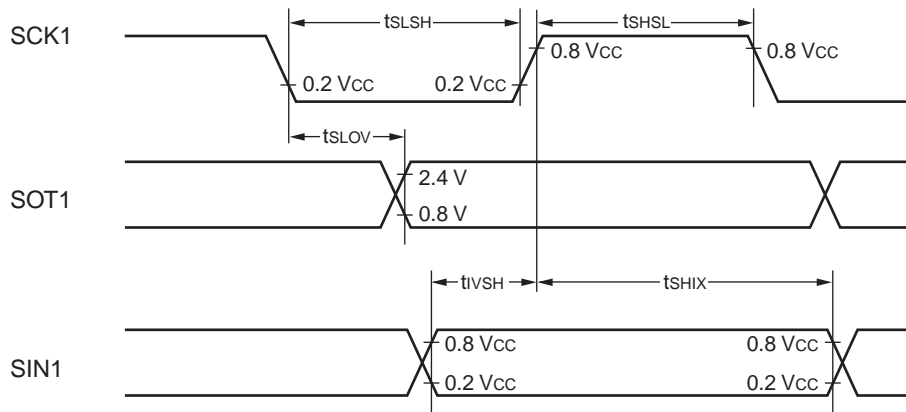 tSLSH tSHSL
SCK1
0.8 VCC 0.8 VCC
0.2 VCC 0.2 VCC
tSLOV
2.4 V
SOT1
0.8 V
tIVSH tSHIX
0.8 VCC 0.8 VCC
SIN1
0.2 VCC 0.2 VCC